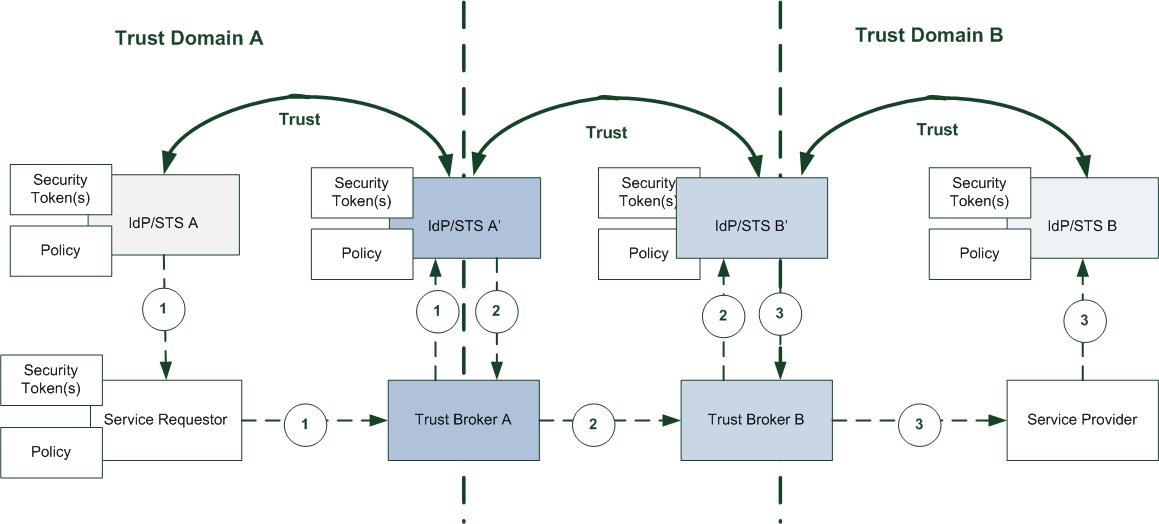 Trust Domain A
Trust Domain B
Trust
Trust
Trust
Security
Token(s)
IdP/STS A
Policy
Security
Token(s)
IdP/STS A'
Policy
Security
Token(s)
IdP/STS B'
Policy
Security
Token(s)
IdP/STS B
Policy
1
1
2
2
3
3
Security
Token(s)
Service Requestor
Policy
1
Trust Broker A
2
Trust Broker B
3
Service Provider